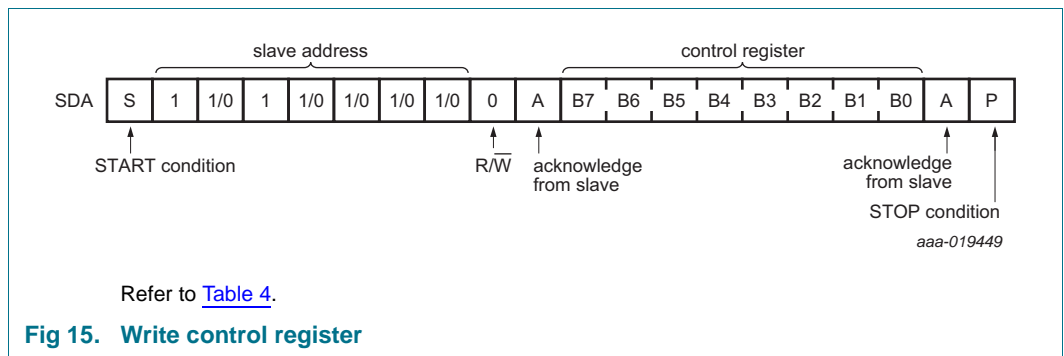 slave address
control register
SDA S 1 1/0 1 1/0 1/0 1/0 1/0 0 A B7 B6 B5 B4 B3 B2 B1 B0 A P
START condition
R/W̅
acknowledge
from slave
acknowledge
from slave
STOP condition
aaa-019449
Refer to Table 4.
Fig 15. Write control register